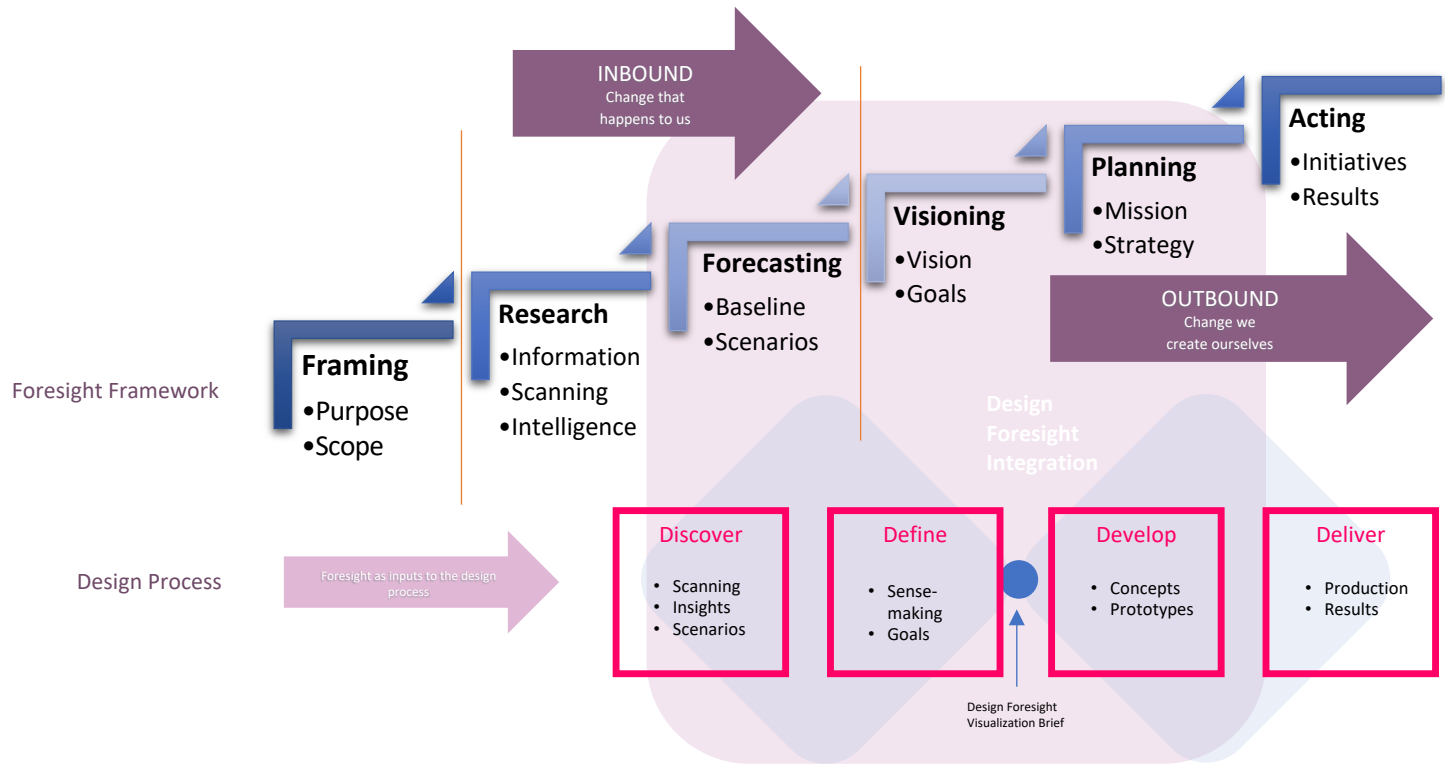 INBOUND
Change that
happens to us
Acting
•Initiatives
•Results
Planning
•Mission
•Strategy
Visioning
•Vision
•Goals
Forecasting
•Baseline
•Scenarios
Research
•Information
•Scanning
•Intelligence
Framing
•Purpose
•Scope
OUTBOUND
Change we
create ourselves
Foresight Framework
Design
Foresight
Integration
Design Process
Foresight as inputs to the design
process
Discover
• Scanning
• Insights
• Scenarios
Define
• Sense-
making
• Goals
Develop
• Concepts
• Prototypes
Deliver
• Production
• Results
Design Foresight
Visualization Brief